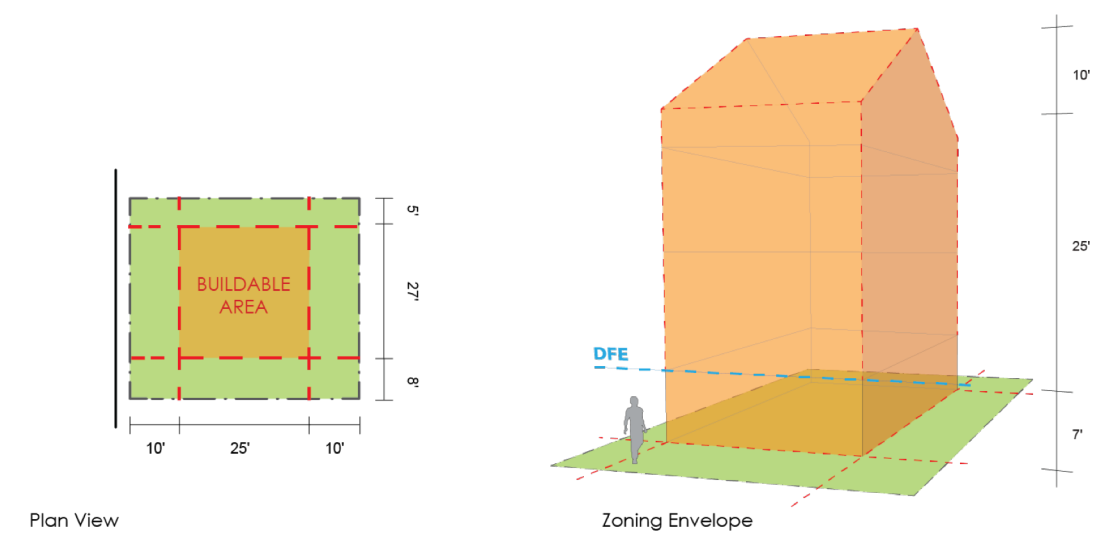 10'
5'
BUILDABLE
AREA
27'
25'
DFE
8'
7'
10'
25'
10'
Plan View
Zoning Envelope